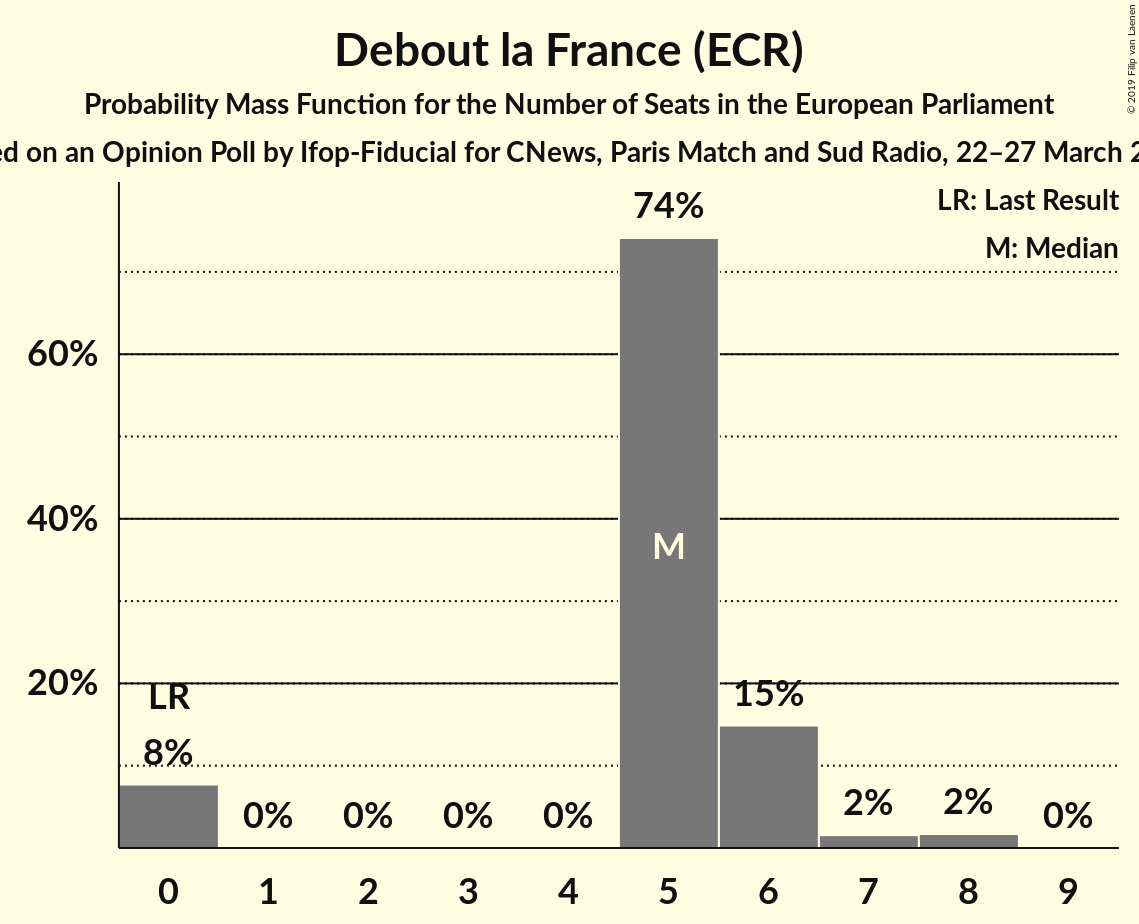 Debout la France (ECR)
Probability Mass Function for the Number of Seats in the European Parliament
on an Opinion Poll by Ifop-Fiducial for CNews, Paris Match and Sud Radio, 22–27 March
© 2019 Filip van Laenen
LR: Last Result
M: Median
74%
60%
40%
M
20%
LR
15%
8%
0%
0%
0%
0%
2%
2%
0%
0
1
2
3
4
5
6
7
8
9